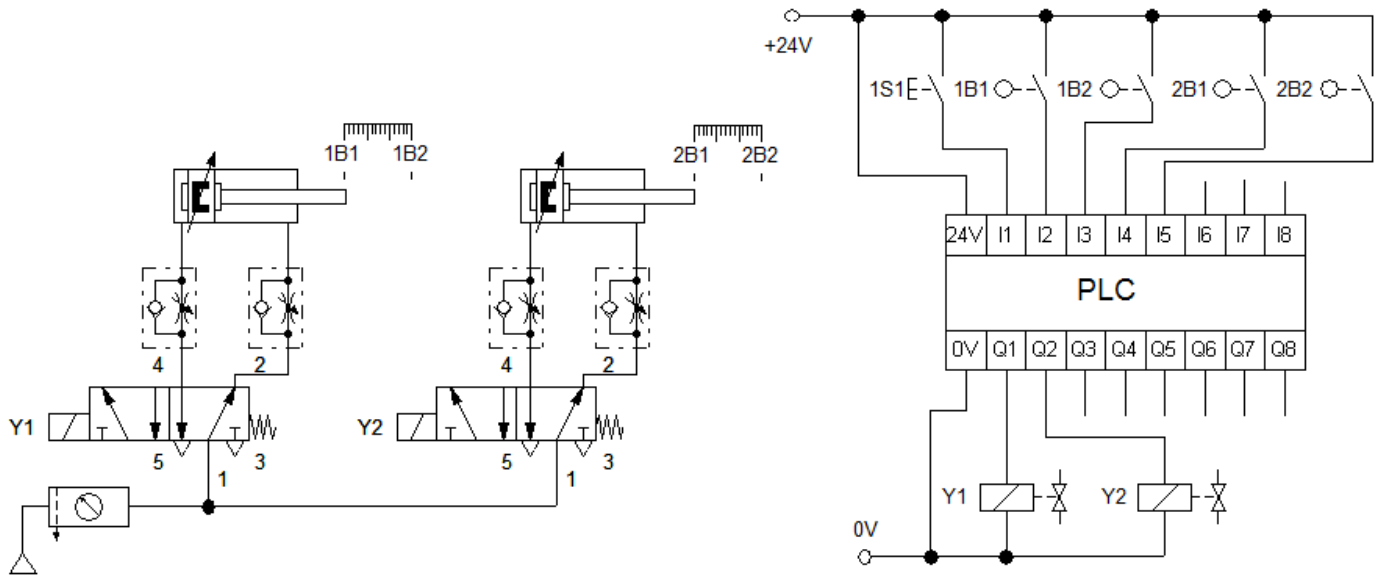 +24V
1S1 1B1 1B2 2B1 2B2
1B1 1B2 2B1 2B2
24V I1 I2 I3 I4 I5 I6 I7 I8
PLC
0V Q1 Q2 Q3 Q4 Q5 Q6 Q7 Q8
4 2 4 2
Y1 Y2
5 1 3 5 1 3
Y1 Y2
0V